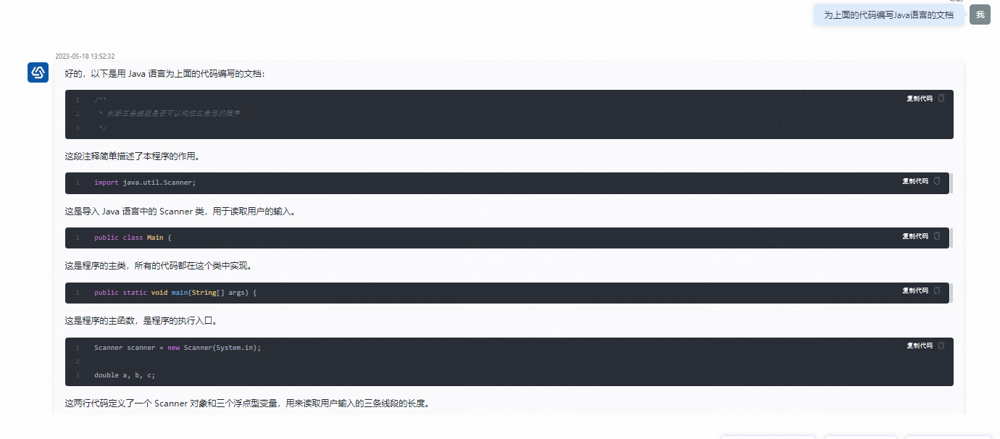 为上面的代码编写Java语言的文档
我
2023-05-18 13:52:32
好的，以下是用 Java 语言为上面的代码编写的文档：
复制代码
1 /**
2 * 判断三条线段是否可以构成三角形的程序
3 */
这段注释简单描述了本程序的作用。
复制代码
1 import java.util.Scanner;
这是导入 Java 语言中的 Scanner 类，用于读取用户的输入。
复制代码
1 public class Main {
这是程序的主类，所有的代码都在这个类中实现。
复制代码
1 public static void main(String[] args) {
这是程序的主函数，是程序的执行入口。
复制代码
1 Scanner scanner = new Scanner(System.in);
2
3 double a, b, c;
这两行代码定义了一个 Scanner 对象和三个浮点型变量，用来读取用户输入的三条线段的长度。